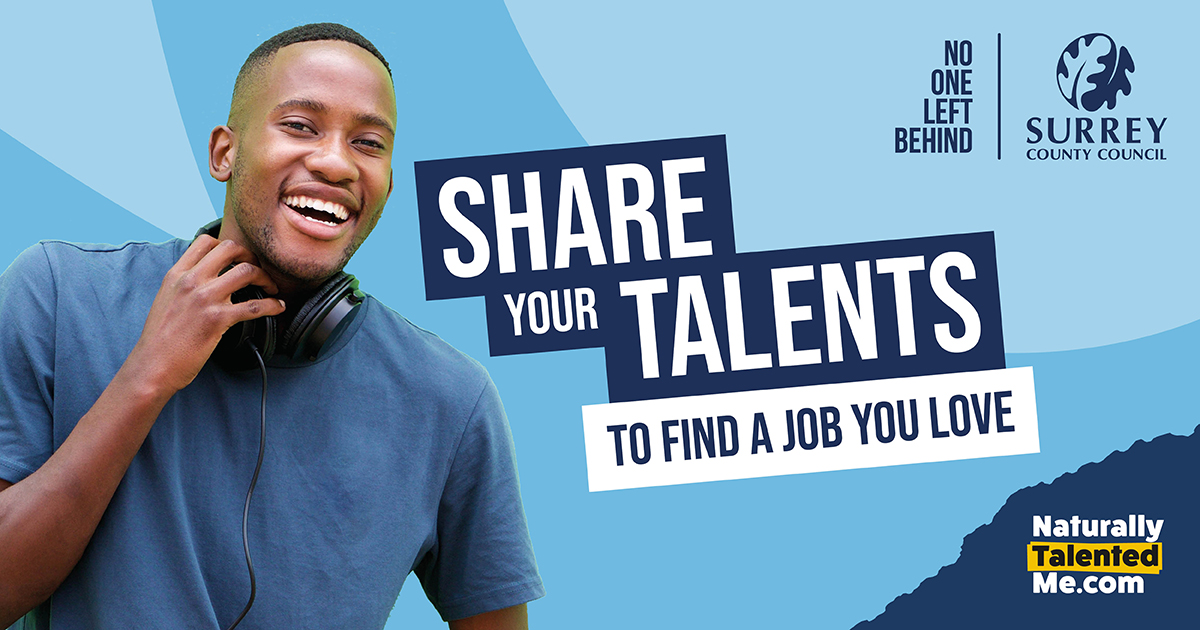 NO
ONE
LEFT
BEHIND
SURREY
COUNTY COUNCIL
SHARE
YOUR TALENTS
TO FIND A JOB YOU LOVE
Naturally
Talented
Me.com